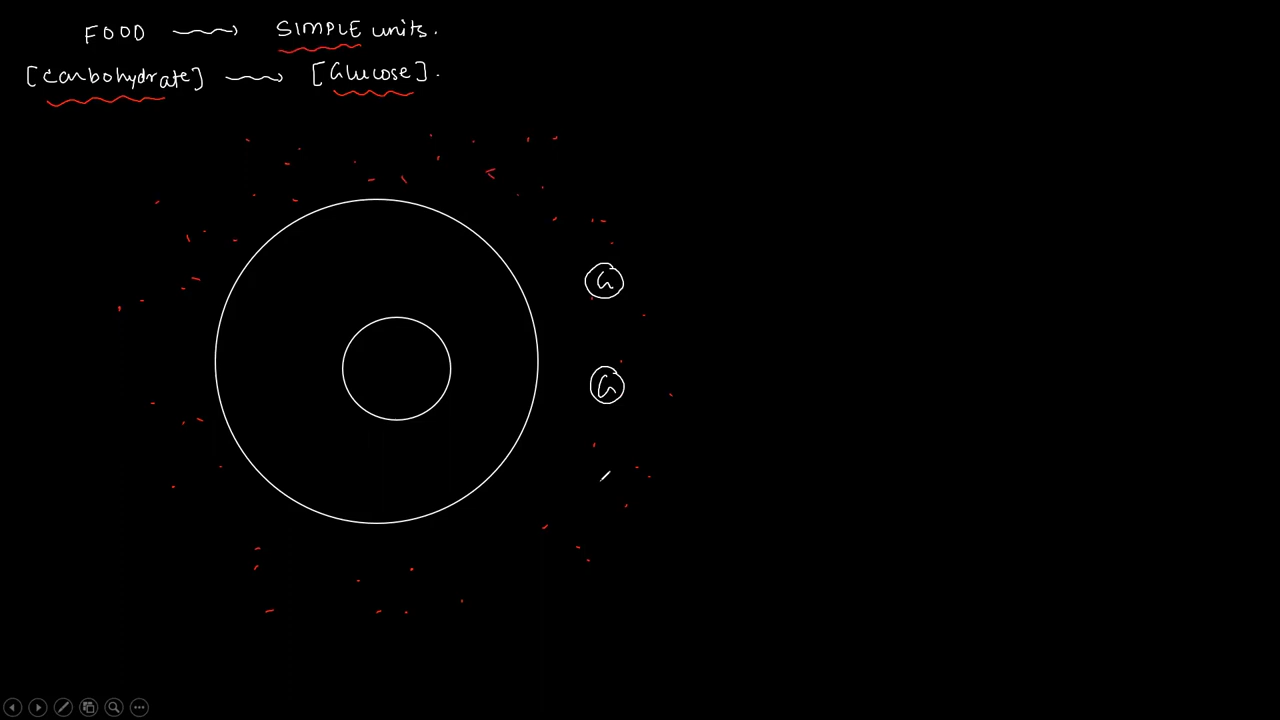 FOOD → SIMPLE units.
[carbohydrate] → [Glucose].
G
G